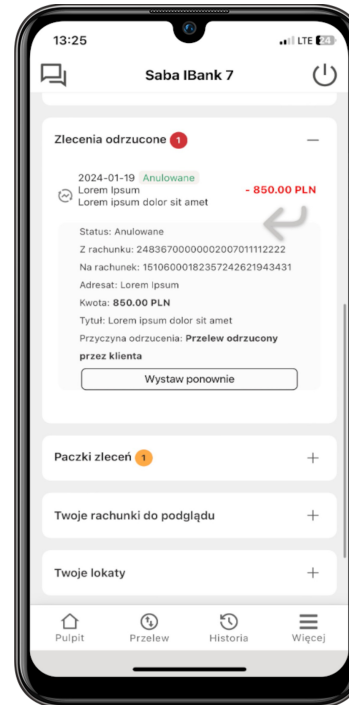 13:25
LTE 24
Saba IBank 7
Zlecenia odrzucone 1
2024-01-19 Anulowane
Lorem Ipsum
- 850.00 PLN
Lorem ipsum dolor sit amet
Status: Anulowane
Z rachunku: 24836700000002007011112222
Na rachunek: 15106000182357242621943431
Adresat: Lorem ipsum
Kwota: 850.00 PLN
Tytuł: Lorem ipsum dolor sit amet
Przyczyna odrzucenia: Przelew odrzucony
przez klienta
Wystaw ponownie
Paczki zleceń 1
Twoje rachunki do podglądu
Twoje lokaty
Pulpit Przelew Historia Więcej